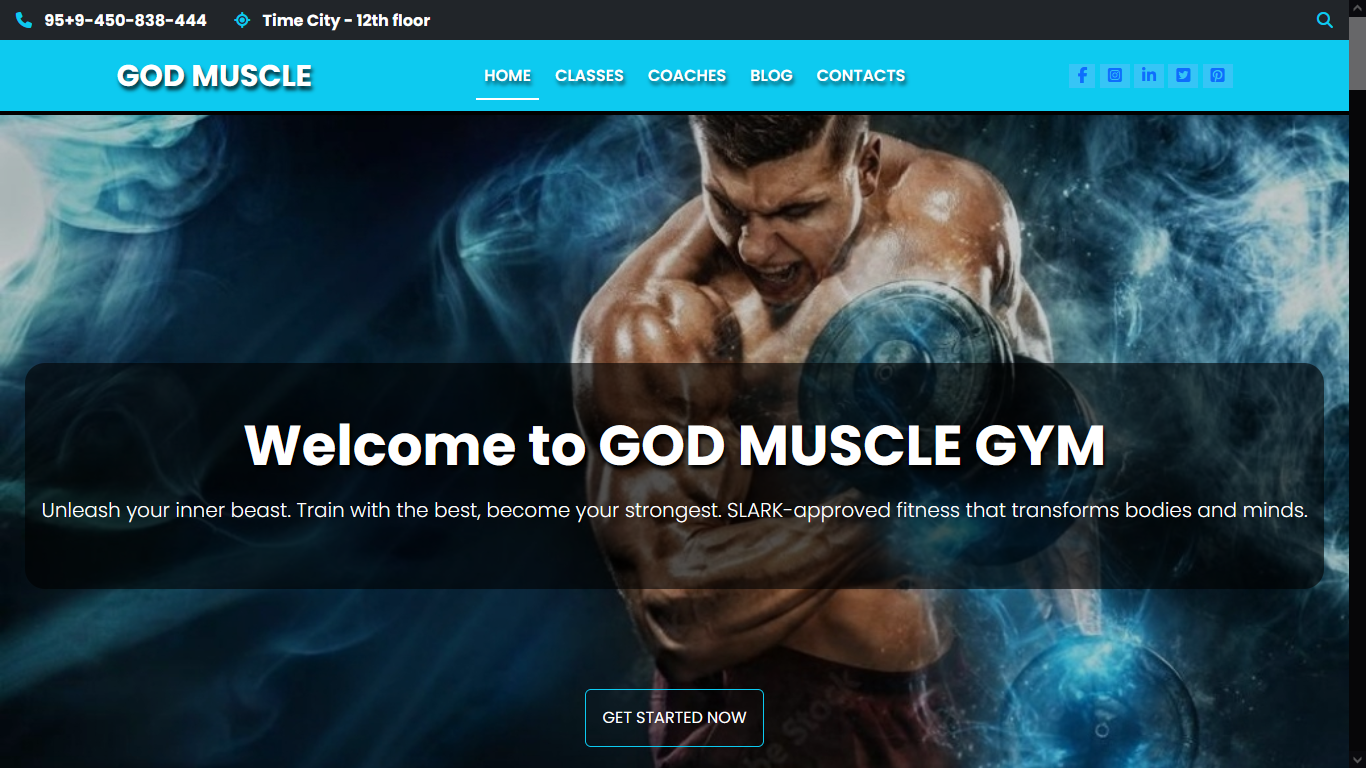 95+9-450-838-444 Time City - 12th floor
GOD MUSCLE HOME CLASSES COACHES BLOG CONTACTS
Welcome to GOD MUSCLE GYM
Unleash your inner beast. Train with the best, become your strongest. SLARK-approved fitness that transforms bodies and minds.
GET STARTED NOW